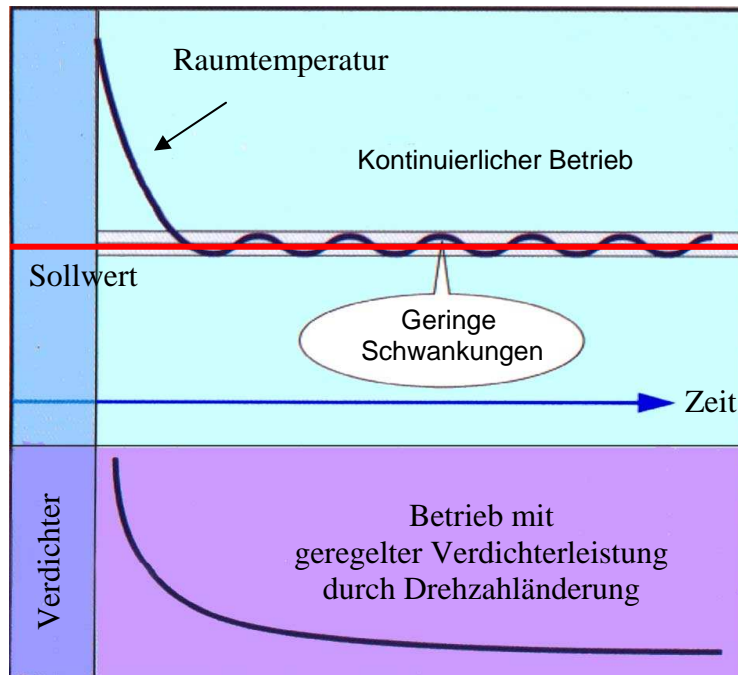 Raumtemperatur
Kontinuierlicher Betrieb
Sollwert
Geringe
Schwankungen
Zeit
Verdichter
Betrieb mit
geregelter Verdichterleistung
durch Drehzahländerung